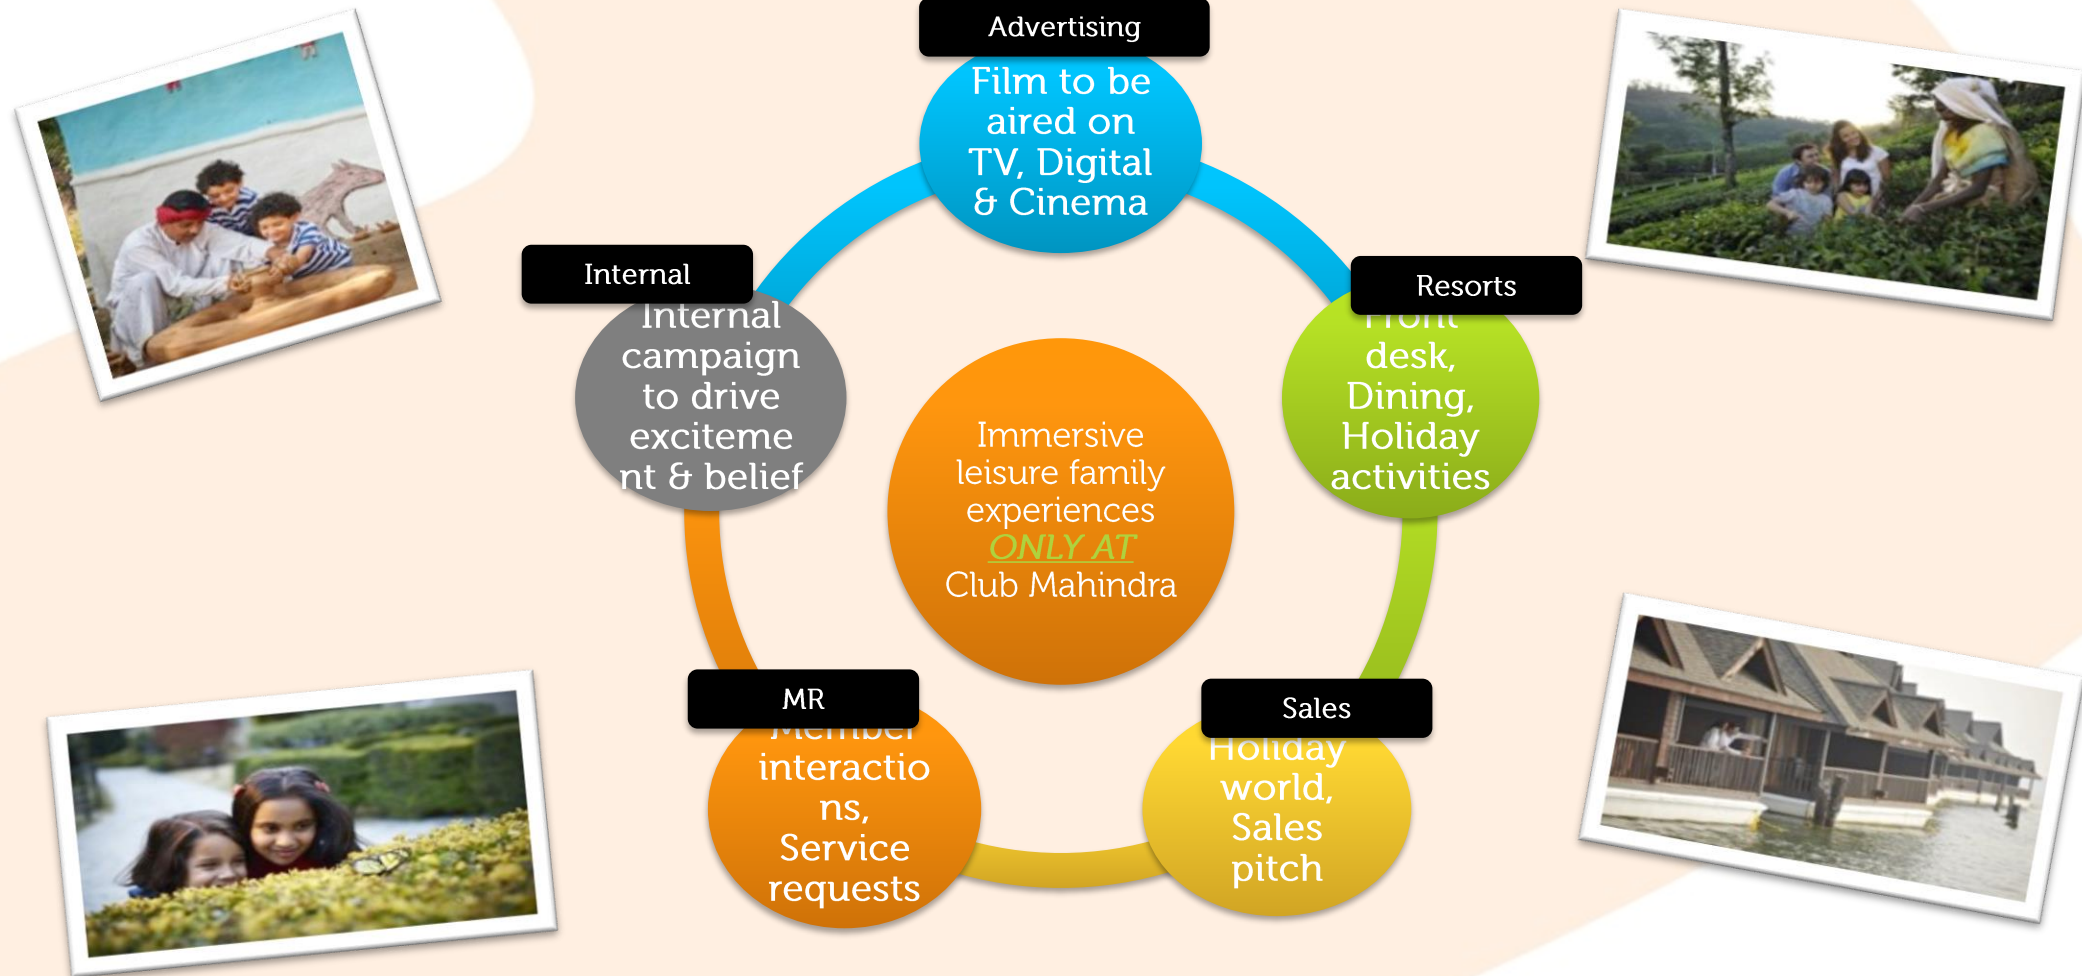 Advertising
Film to be
aired on
TV, Digital
& Cinema
Resorts
Front
desk,
Dining,
Holiday
activities
Sales
Holiday
world,
Sales
pitch
MR
Member
interactio
ns,
Service
requests
Internal
Internal
campaign
to drive
exciteme
nt & belief
Immersive
leisure family
experiences
ONLY AT
Club Mahindra